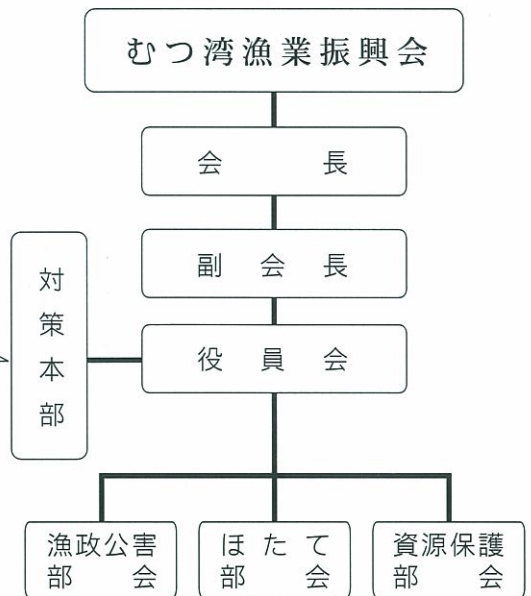 むつ湾漁業振興会
会長
副会長
対策本部
役員会
漁政公害
部会
ほたて
部会
資源保護
部会